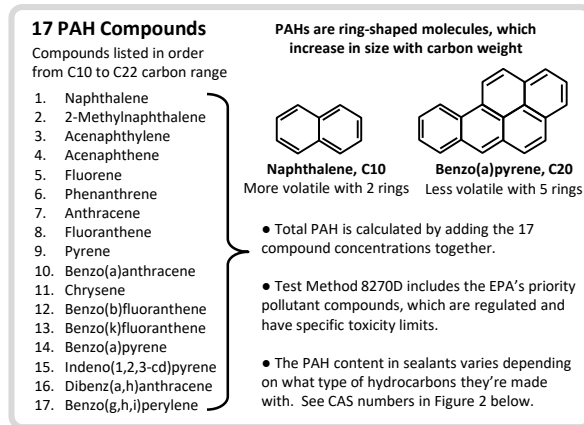 17 PAH Compounds
Compounds listed in order
from C10 to C22 carbon range
1. Naphthalene
2. 2-Methylnaphthalene
3. Acenaphthylene
4. Acenaphthene
5. Fluorene
6. Phenanthrene
7. Anthracene
8. Fluoranthene
9. Pyrene
10. Benzo(a)anthracene
11. Chrysene
12. Benzo(b)fluoranthene
13. Benzo(k)fluoranthene
14. Benzo(a)pyrene
15. Indeno(1,2,3-cd)pyrene
16. Dibenz(a,h)anthracene
17. Benzo(g,h,i)perylene
PAHs are ring-shaped molecules, which
increase in size with carbon weight
Naphthalene, C10
More volatile with 2 rings
Benzo(a)pyrene, C20
Less volatile with 5 rings
● Total PAH is calculated by adding the 17
compound concentrations together.
● Test Method 8270D includes the EPA’s priority
pollutant compounds, which are regulated and
have specific toxicity limits.
● The PAH content in sealants varies depending
on what type of hydrocarbons they’re made
with. See CAS numbers in Figure 2 below.